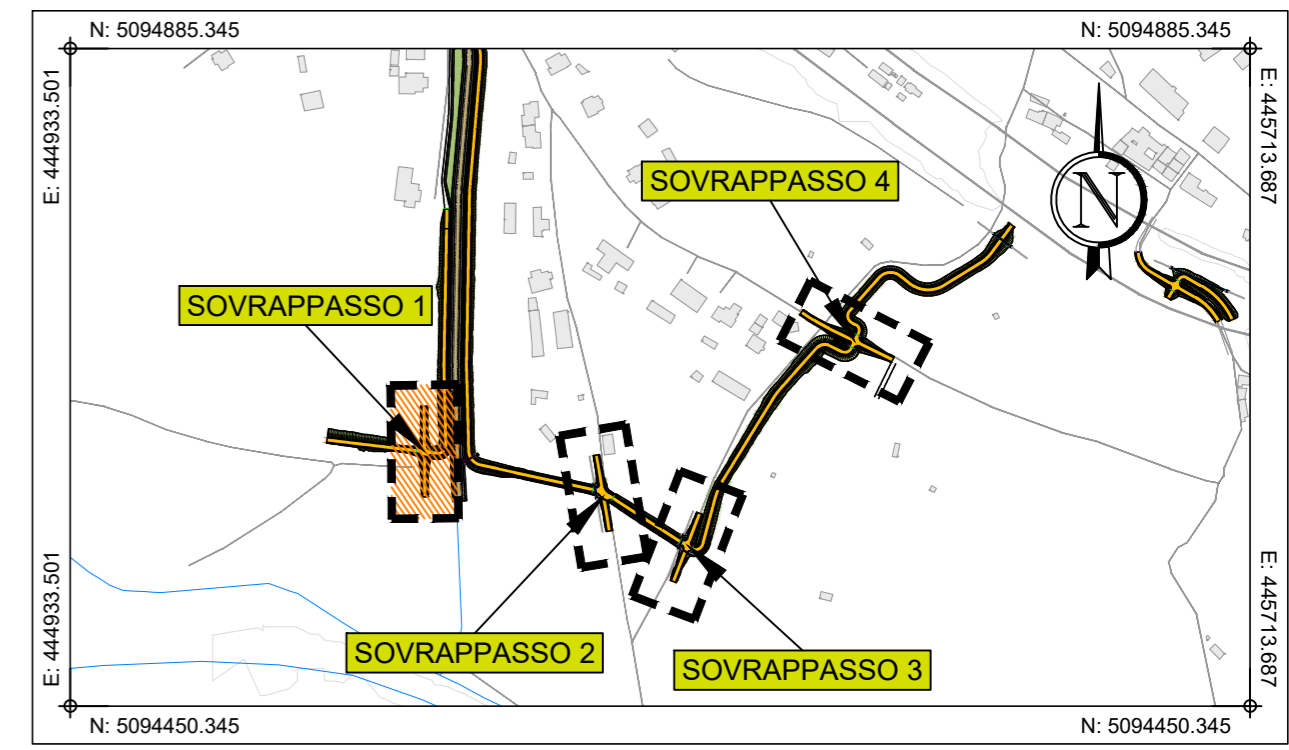 N: 5094885.345
N: 5094885.345
E: 444933.501
E: 445713.687
SOVRAPPASSO 4
N
SOVRAPPASSO 1
E: 444933.501
E: 445713.687
SOVRAPPASSO 2
SOVRAPPASSO 3
N: 5094450.345
N: 5094450.345